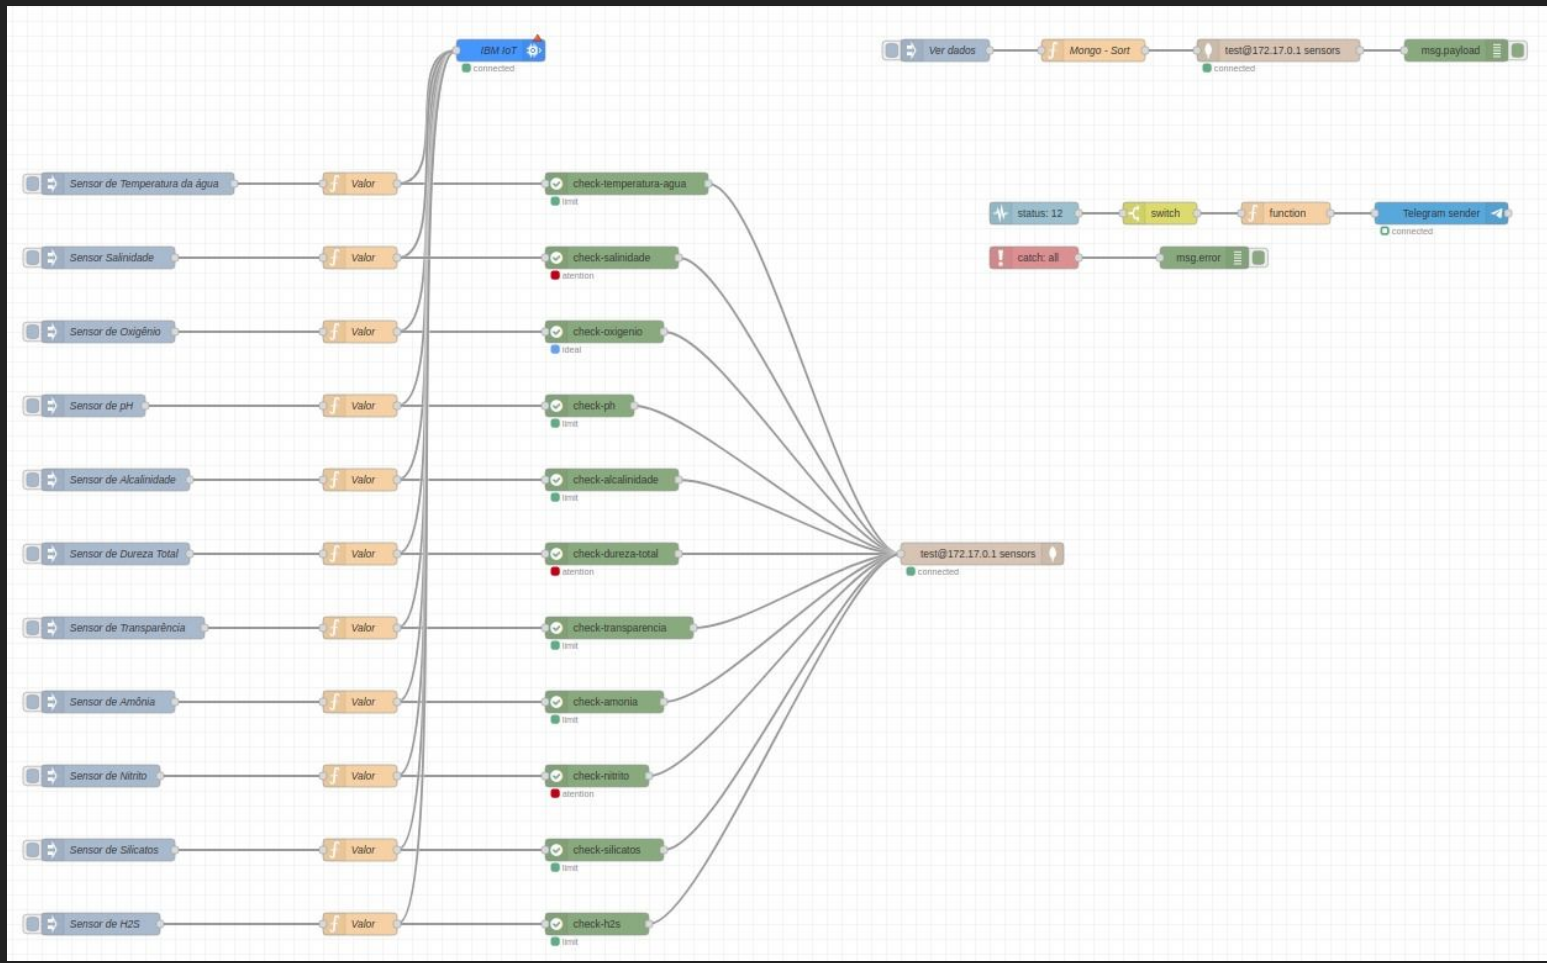 IBM IoT
connected
Ver dados
Mongo - Sort
test@172.17.0.1 sensors
connected
msg.payload
Sensor de Temperatura da água
Valor
check-temperatura-agua
limit
status: 12
switch
function
Telegram sender
connected
Sensor Salinidade
Valor
check-salinidade
atention
catch: all
msg.error
Sensor de Oxigênio
Valor
check-oxigenio
ideal
Sensor de pH
Valor
check-ph
limit
Sensor de Alcalinidade
Valor
check-alcalinidade
limit
Sensor de Dureza Total
Valor
check-dureza-total
atention
test@172.17.0.1 sensors
connected
Sensor de Transparência
Valor
check-transparencia
limit
Sensor de Amônia
Valor
check-amonia
limit
Sensor de Nitrito
Valor
check-nitrito
atention
Sensor de Silicatos
Valor
check-silicatos
limit
Sensor de H2S
Valor
check-h2s
limit